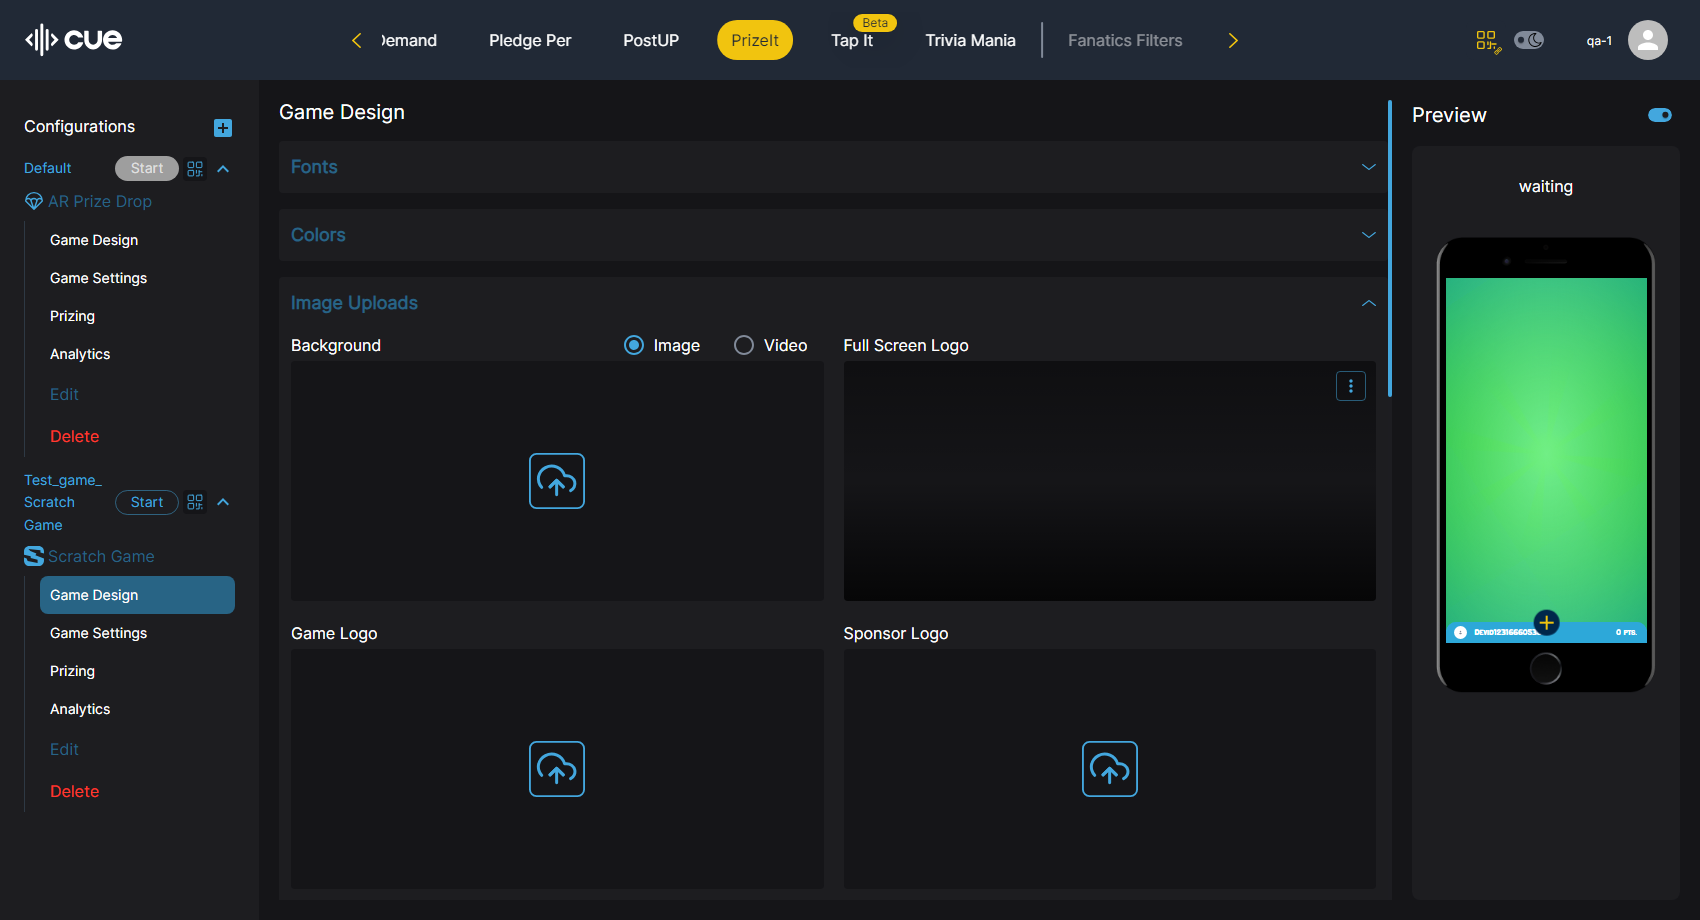 cue
Demand
Pledge Per
PostUP
PrizeIt
Beta
Tap It
Trivia Mania
Fanatics Filters
qa-1
Configurations
Default
Start
AR Prize Drop
Game Design
Game Settings
Prizing
Analytics
Edit
Delete
Test_game_
Scratch
Game
Start
Scratch Game
Game Design
Game Settings
Prizing
Analytics
Edit
Delete
Game Design
Fonts
Colors
Image Uploads
Background
Image
Video
Full Screen Logo
Game Logo
Sponsor Logo
Preview
waiting
0 PTS.